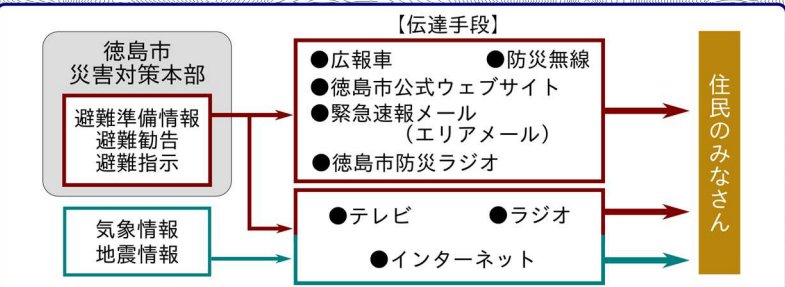 【伝達手段】
徳島市
災害対策本部
避難準備情報
避難勧告
避難指示
気象情報
地震情報
●広報車 ●防災無線
●徳島市公式ウェブサイト
●緊急速報メール
（エリアメール）
●徳島市防災ラジオ
●テレビ ●ラジオ
●インターネット
住民のみなさん